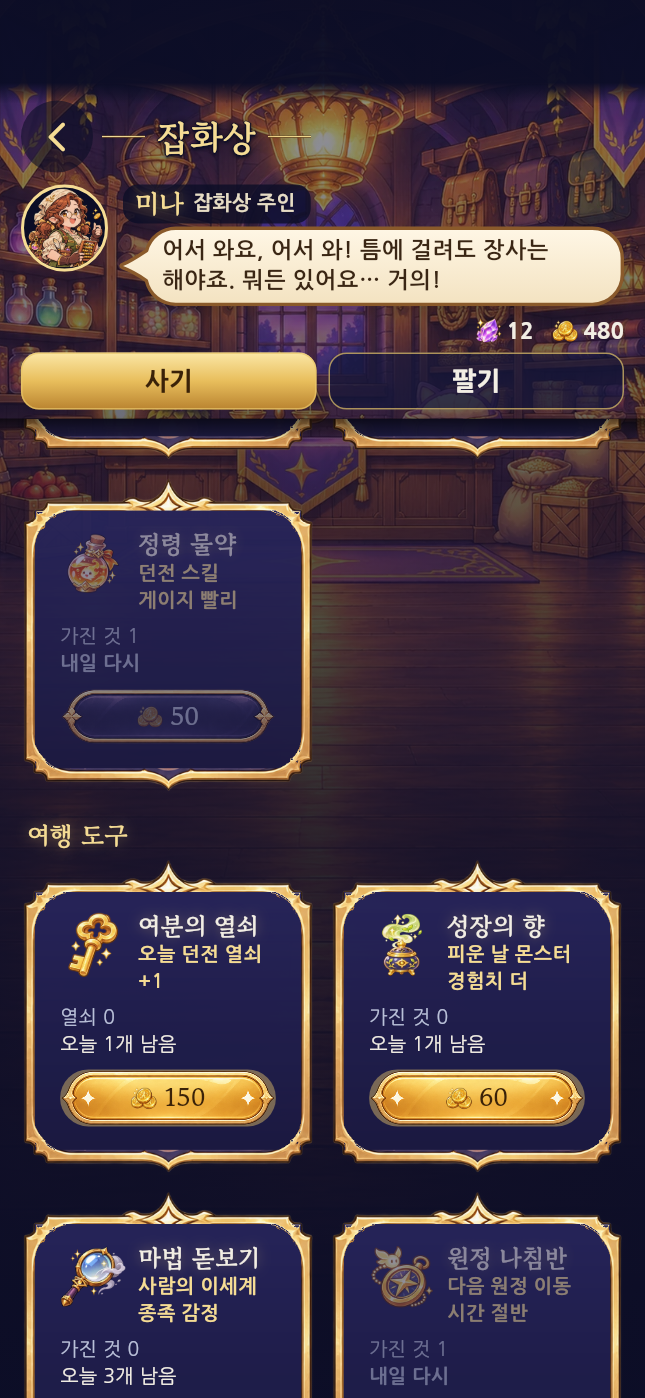 잡화상
미나 잡화상 주인
어서 와요, 어서 와! 틈에 걸려도 장사는
해야죠. 뭐든 있어요… 거의!
12 480
사기
팔기
정령 물약
던전 스킬
게이지 빨리
가진 것 1
내일 다시
50
여행 도구
여분의 열쇠
오늘 던전 열쇠
+1
열쇠 0
오늘 1개 남음
150
성장의 향
피운 날 몬스터
경험치 더
가진 것 0
오늘 1개 남음
60
마법 돋보기
사람의 이세계
종족 감정
가진 것 0
오늘 3개 남음
원정 나침반
다음 원정 이동
시간 절반
가진 것 1
내일 다시